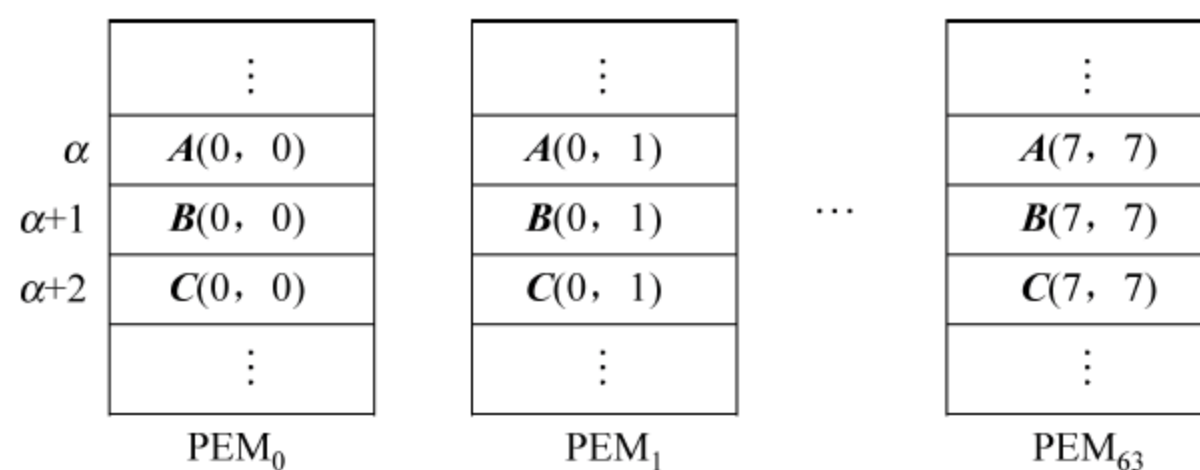 ⋮ ⋮ ⋮
α A(0，0) A(0，1) A(7，7)
α+1 B(0，0) B(0，1) … B(7，7)
α+2 C(0，0) C(0，1) C(7，7)
⋮ ⋮ ⋮
PEM₀ PEM₁ PEM₆₃